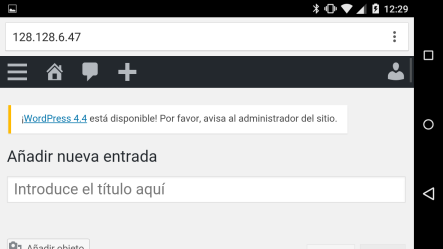 12:29
128.128.6.47
¡WordPress 4.4 está disponible! Por favor, avisa al administrador del sitio.
Añadir nueva entrada
Introduce el título aquí
Añadir objeto